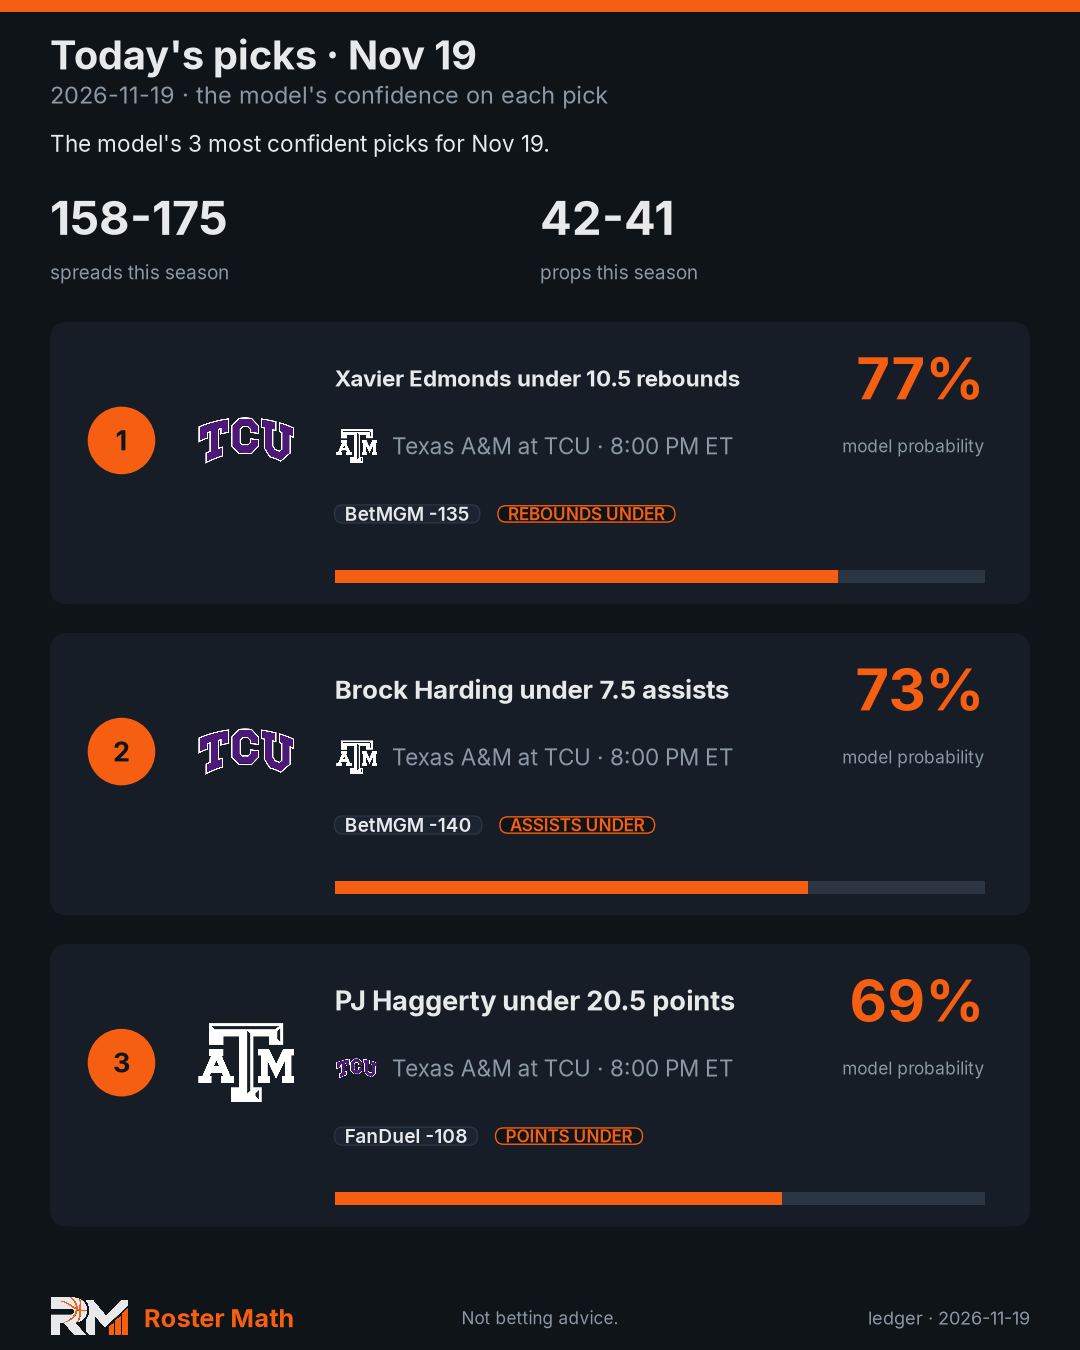 Today's picks · Nov 19
2026-11-19 · the model's confidence on each pick
The model's 3 most confident picks for Nov 19.
158-175
spreads this season
42-41
props this season
1
TCU
Xavier Edmonds under 10.5 rebounds
ATM Texas A&M at TCU · 8:00 PM ET
BetMGM -135 REBOUNDS UNDER
77%
model probability
2
TCU
Brock Harding under 7.5 assists
ATM Texas A&M at TCU · 8:00 PM ET
BetMGM -140 ASSISTS UNDER
73%
model probability
3
ATM
PJ Haggerty under 20.5 points
TCU Texas A&M at TCU · 8:00 PM ET
FanDuel -108 POINTS UNDER
69%
model probability
RM Roster Math
Not betting advice.
ledger · 2026-11-19